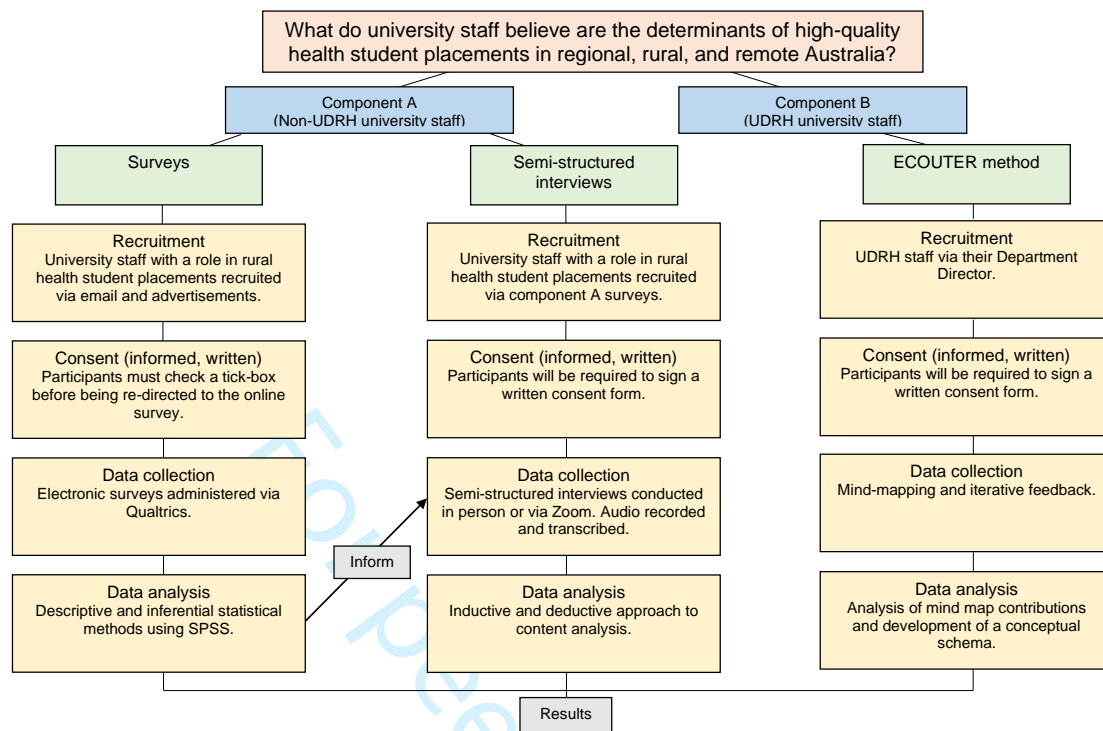 What do university staff believe are the determinants of high-quality
health student placements in regional, rural, and remote Australia?
Component A
(Non-UDRH university staff)
Component B
(UDRH university staff)
Surveys
Semi-structured
interviews
ECOUTER method
Recruitment
University staff with a role in rural
health student placements recruited
via email and advertisements.
Recruitment
University staff with a role in rural
health student placements recruited
via component A surveys.
Recruitment
UDRH staff via their Department
Director.
Consent (informed, written)
Participants must check a tick-box
before being re-directed to the online
survey.
Consent (informed, written)
Participants will be required to sign a
written consent form.
Consent (informed, written)
Participants will be required to sign a
written consent form.
Data collection
Electronic surveys administered via
Qualtrics.
Data collection
Semi-structured interviews conducted
in person or via Zoom. Audio recorded
and transcribed.
Data collection
Mind-mapping and iterative feedback.
Inform
Data analysis
Descriptive and inferential statistical
methods using SPSS.
Data analysis
Inductive and deductive approach to
content analysis.
Data analysis
Analysis of mind map contributions
and development of a conceptual
schema.
Results
For pee